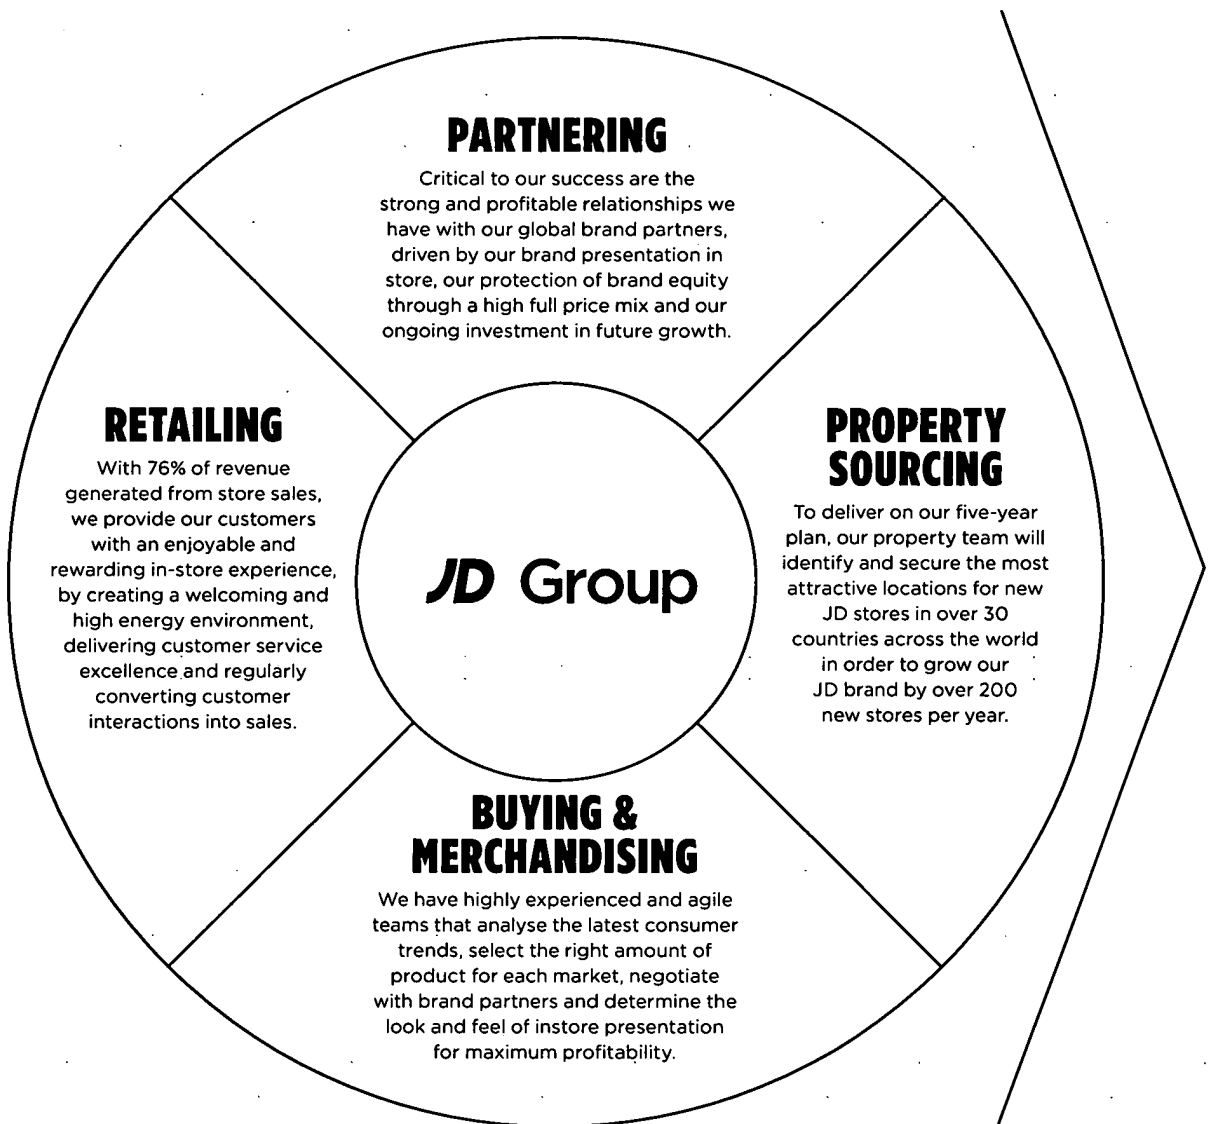 PARTNERING
Critical to our success are the
strong and profitable relationships we
have with our global brand partners,
driven by our brand presentation in
store, our protection of brand equity
through a high full price mix and our
ongoing investment in future growth.
RETAILING
With 76% of revenue
generated from store sales,
we provide our customers
with an enjoyable and
rewarding in-store experience,
by creating a welcoming and
high energy environment,
delivering customer service
excellence and regularly
converting customer
interactions into sales.
JD Group
PROPERTY
SOURCING
To deliver on our five-year
plan, our property team will
identify and secure the most
attractive locations for new
JD stores in over 30
countries across the world
in order to grow our
JD brand by over 200
new stores per year.
BUYING &
MERCHANDISING
We have highly experienced and agile
teams that analyse the latest consumer
trends, select the right amount of
product for each market, negotiate
with brand partners and determine the
look and feel of instore presentation
for maximum profitability.